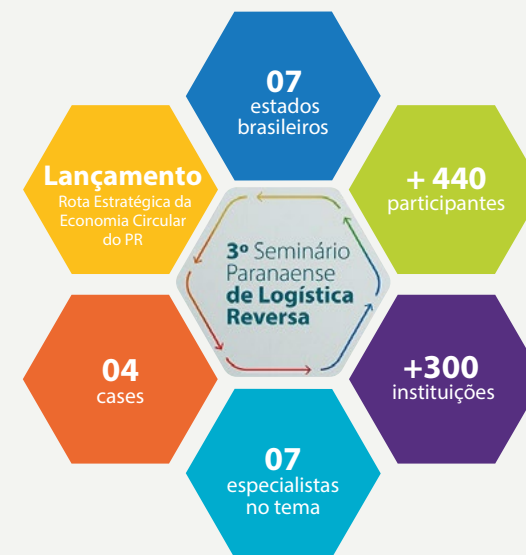 07
estados
brasileiros
Lançamento
Rota Estratégica da
Economia Circular
do PR
+ 440
participantes
3º Seminário
Paranaense
de Logística
Reversa
04
cases
+300
instituições
07
especialistas
no tema